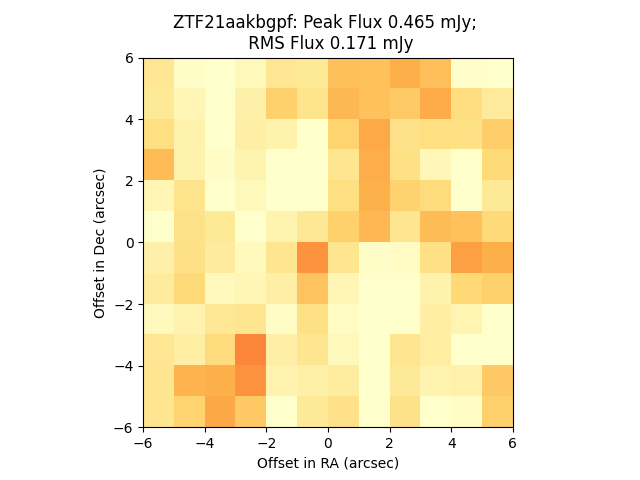 ZTF21aakbgpf: Peak Flux 0.465 mJy;
RMS Flux 0.171 mJy
6
4
2
0
−2
−4
−6
Offset in Dec (arcsec)
−6 −4 −2 0 2 4 6
Offset in RA (arcsec)